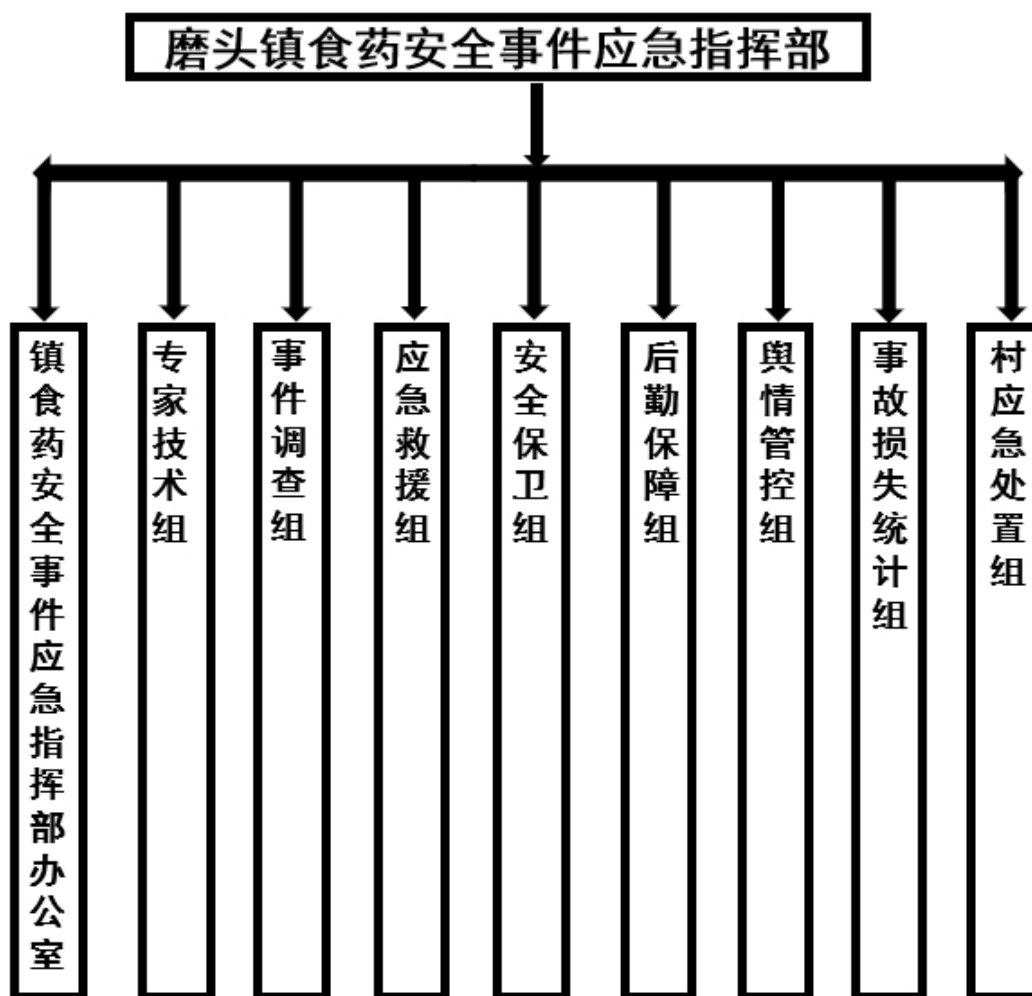 磨头镇食药安全事件应急指挥部
镇食药安全事件应急指挥部办公室
专家技术组
事件调查组
应急救援组
安全保卫组
后勤保障组
舆情管控组
事故损失统计组
村应急处置组